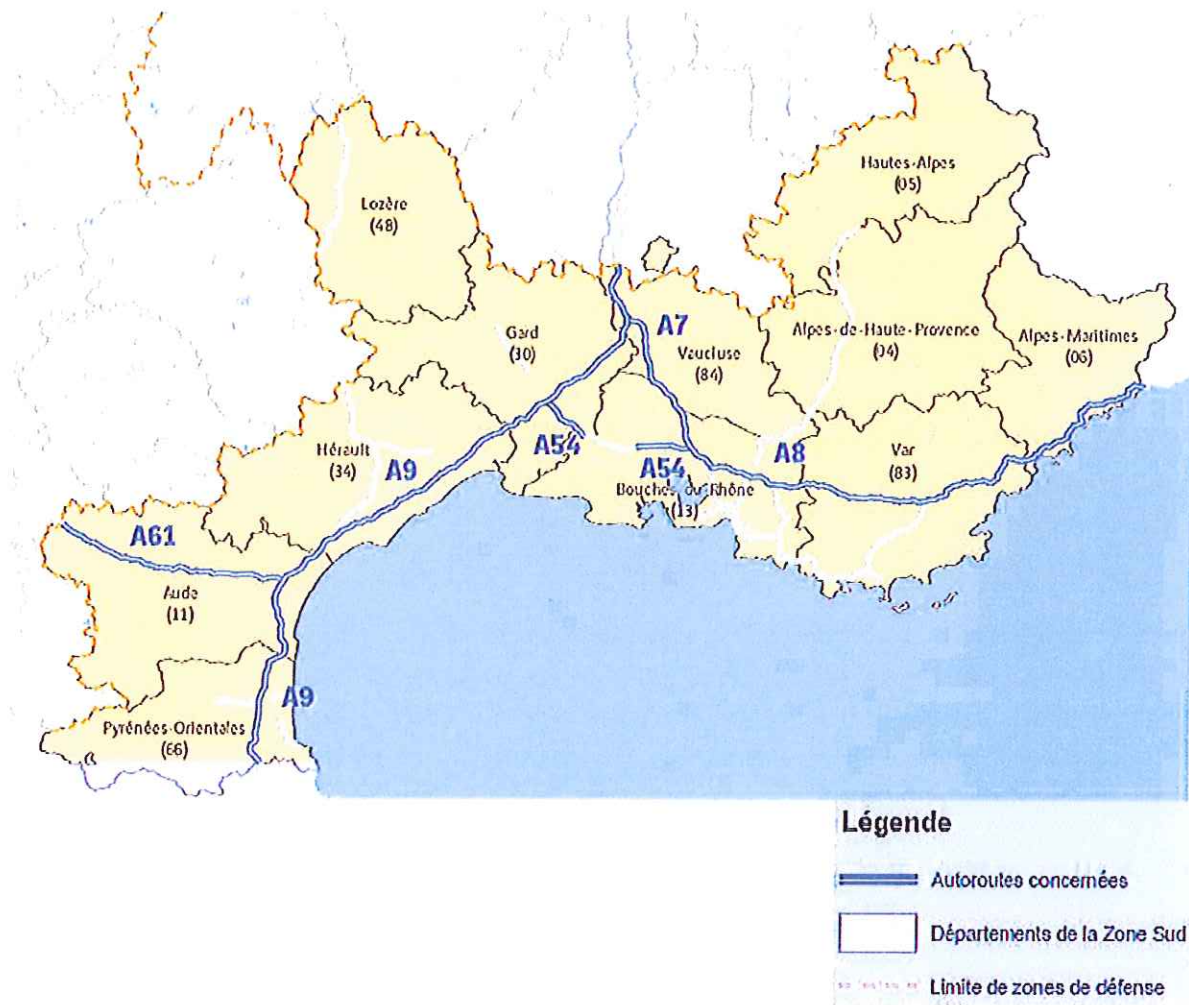 Hautes-Alpes
(05)
Lozère
(48)
Gard
(30)
A7
Vaucluse
(84)
Alpes-de-Haute-Provence
(04)
Alpes-Maritimes
(06)
Hérault
(34)
A9
A54
A54
A8
Var
(83)
Bouches-du-Rhône
(13)
A61
Aude
(11)
A9
Pyrénées-Orientales
(66)
Légende
Autoroutes concernées
Départements de la Zone Sud
Limite de zones de défense